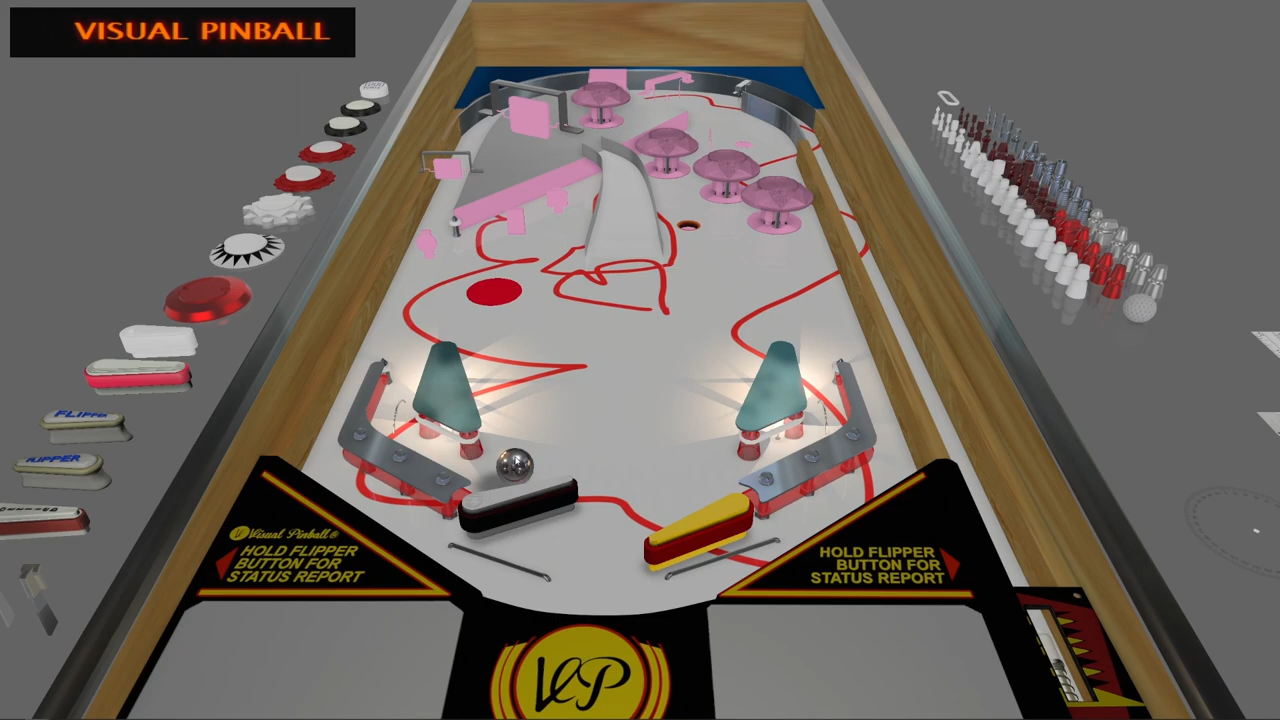 VISUAL PINBALL
FLIPPER
FLIPPER
Visual Pinball®
HOLD FLIPPER
BUTTON FOR
STATUS REPORT
HOLD FLIPPER
BUTTON FOR
STATUS REPORT
VP